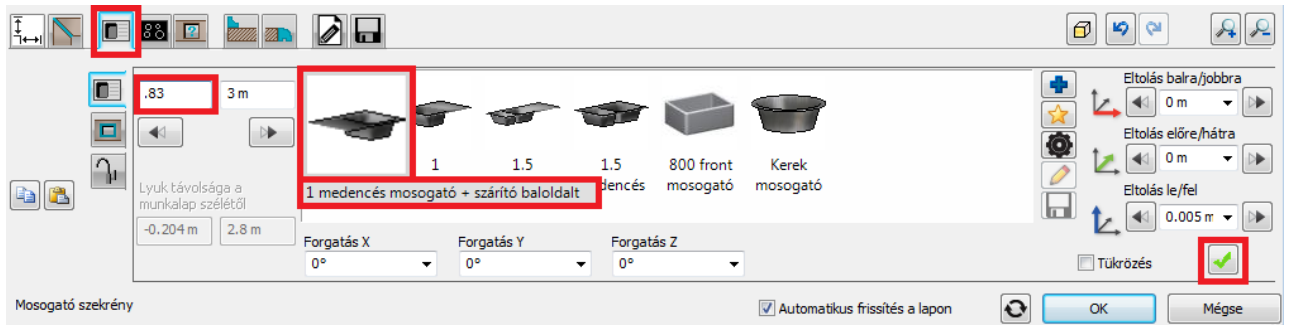 .83
3 m
1
1.5
1.5
800 front
Kerek
dencés
mosogató
mosogató
1 medencés mosogató + szárító baloldalt
Lyuk távolsága a
munkalap szélétől
-0.204 m
2.8 m
Forgatás X
Forgatás Y
Forgatás Z
0°
0°
0°
Eltolás balra/jobbra
0 m
Eltolás előre/hátra
0 m
Eltolás le/fel
0.005 m
Tükrözés
Mosogató szekrény
Automatikus frissítés a lapon
OK
Mégse